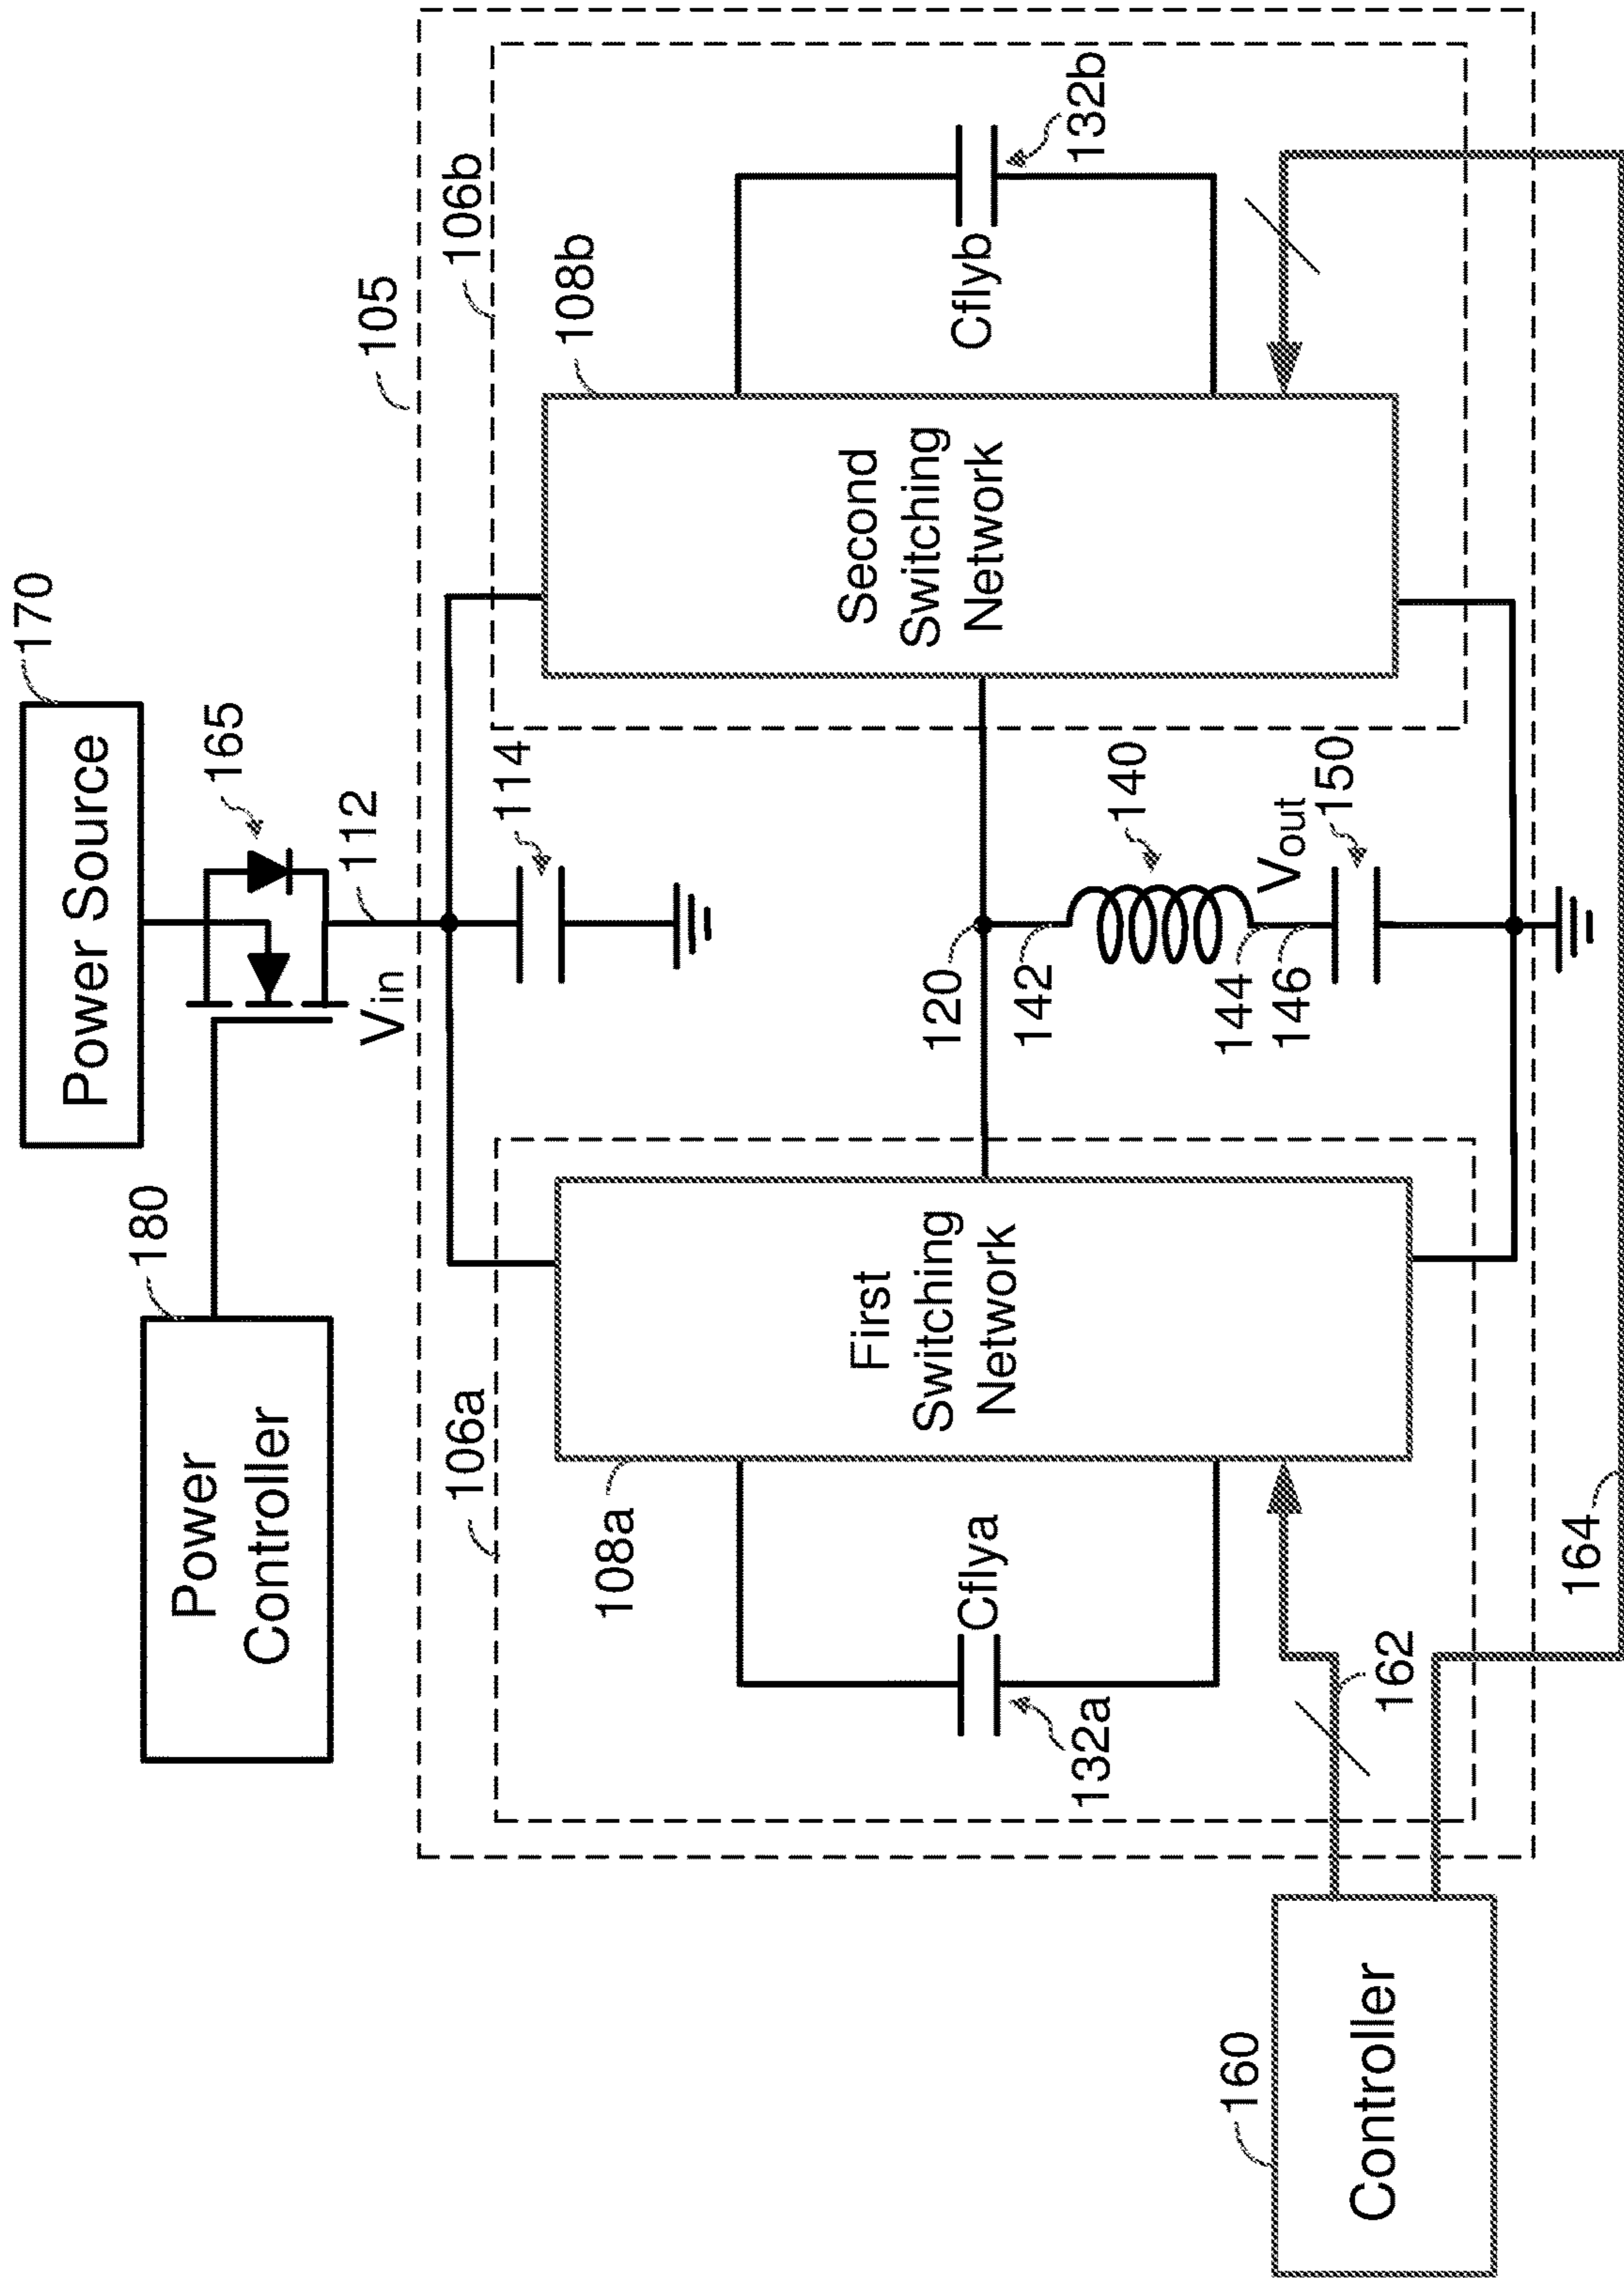 Power Source
170
165
Power
Controller
180
112
Vin
105
106a
106b
114
108a
108b
First
Switching
Network
Second
Switching
Network
Cflya
132a
Cflyb
132b
120
142
140
144
146
Vout
150
162
164
160
Controller